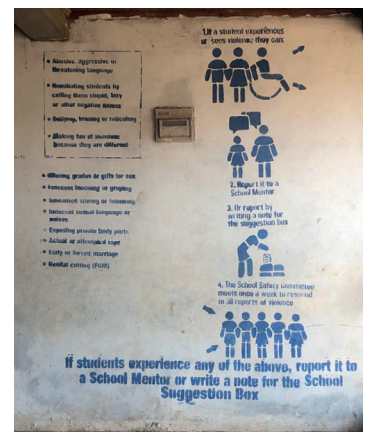 • Abusive, aggressive or
threatening language
• Humiliating students by
calling them stupid, lazy
or other negative names
• Bullying, teasing or ridiculing
• Making fun of someone
because they are different
• Offering grades or gifts for sex
• Indecent touching or groping
• Unwanted staring or
• Indecent sexual language or
noises
• Exposing private body parts
• Actual or attempted rape
• Early or forced marriage
• Genital cutting (FGM)
1.If a student experiences
or sees violence they can:
2. Report it to a
School Mentor
3. Or report by
writing a note for
the suggestion box
4. The School Safety Committee
meets once a week to respond
to all reports of violence
If students experience any of the above, report it to
a School Mentor or write a note for the School
Suggestion Box